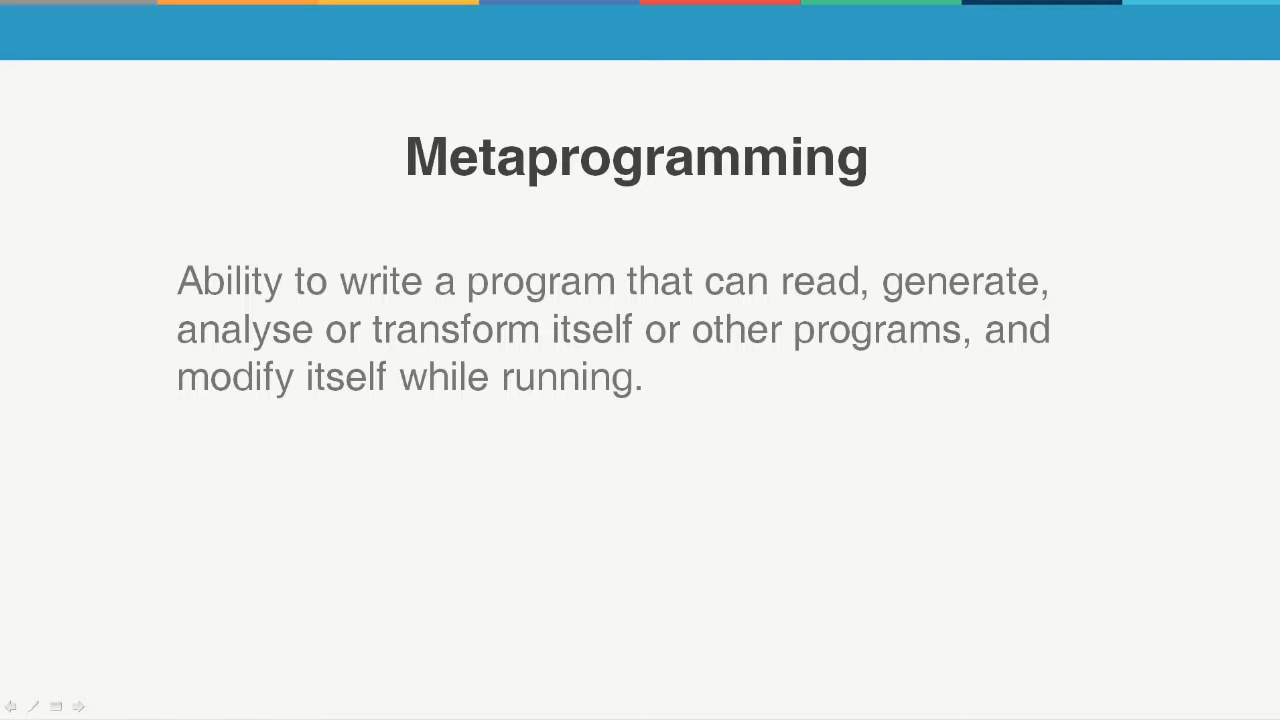 Metaprogramming
Ability to write a program that can read, generate,
analyse or transform itself or other programs, and
modify itself while running.